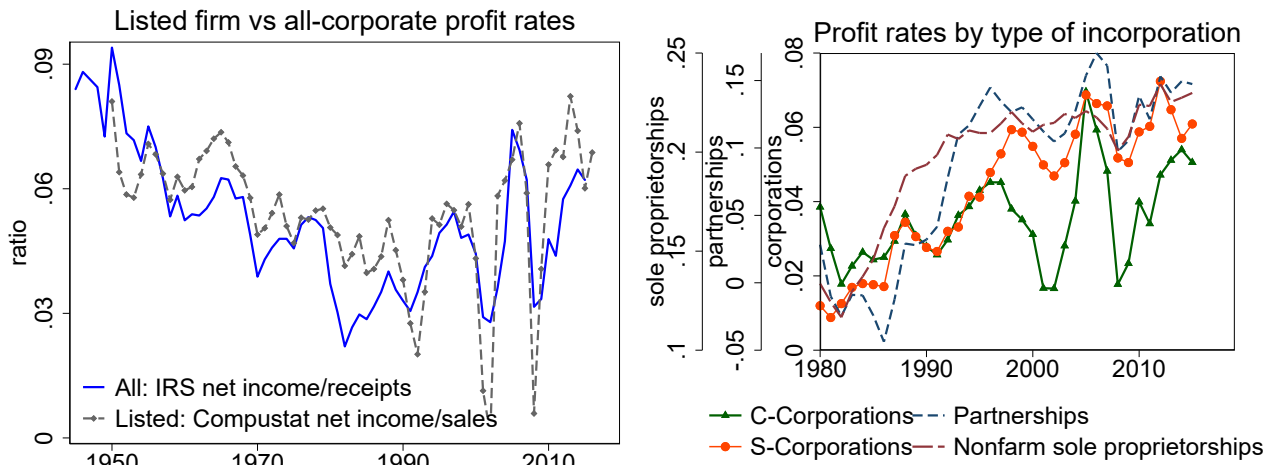 Listed firm vs all-corporate profit rates
ratio
.09
.06
.03
0
All: IRS net income/receipts
Listed: Compustat net income/sales
1950
1970
1990
2010
Profit rates by type of incorporation
sole proprietorships
.25
.2
.15
.1
partnerships
.15
.1
.05
0
-.05
corporations
.08
.06
.04
.02
0
1980
1990
2000
2010
C-Corporations
Partnerships
S-Corporations
Nonfarm sole proprietorships